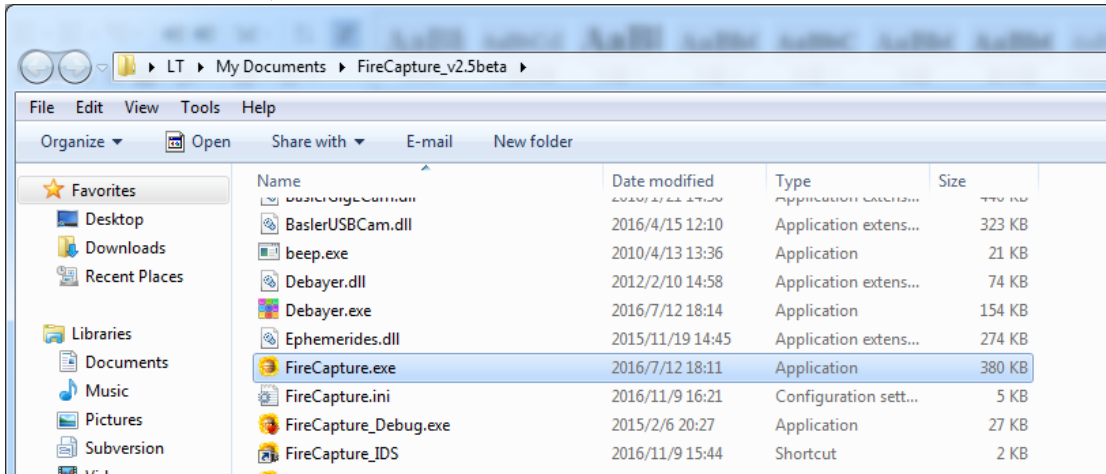 LT My Documents FireCapture_v2.5beta
File Edit View Tools Help
Organize Open Share with E-mail New folder
Favorites
Desktop
Downloads
Recent Places
Libraries
Documents
Music
Pictures
Subversion
Name Date modified Type Size
BaslerUSBCam.dll 2016/4/15 12:10 Application extens... 323 KB
beep.exe 2010/4/13 13:36 Application 21 KB
Debayer.dll 2012/2/10 14:58 Application extens... 74 KB
Debayer.exe 2016/7/12 18:14 Application 154 KB
Ephemerides.dll 2015/11/19 14:45 Application extens... 274 KB
FireCapture.exe 2016/7/12 18:11 Application 380 KB
FireCapture.ini 2016/11/9 16:21 Configuration sett... 5 KB
FireCapture_Debug.exe 2015/2/6 20:27 Application 27 KB
FireCapture_IDS 2016/11/9 15:44 Shortcut 2 KB